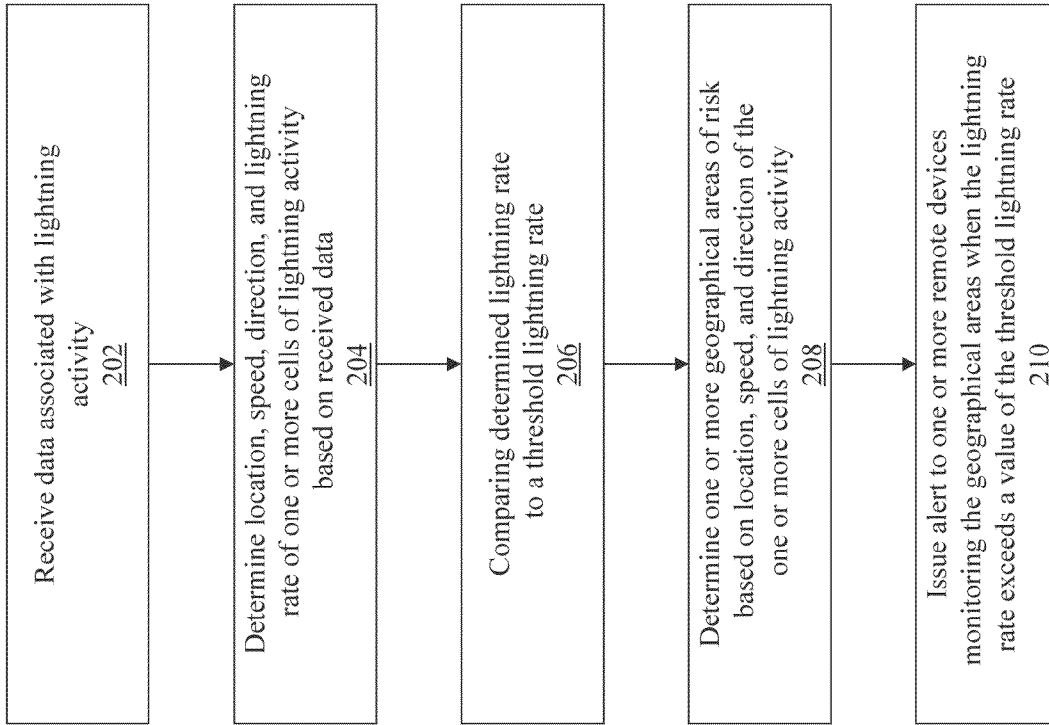 Receive data associated with lightning
activity
202
Determine location, speed, direction, and lightning
rate of one or more cells of lightning activity
based on received data
204
Comparing determined lightning rate
to a threshold lightning rate
206
Determine one or more geographical areas of risk
based on location, speed, and direction of the
one or more cells of lightning activity
208
Issue alert to one or more remote devices
monitoring the geographical areas when the lightning
rate exceeds a value of the threshold lightning rate
210